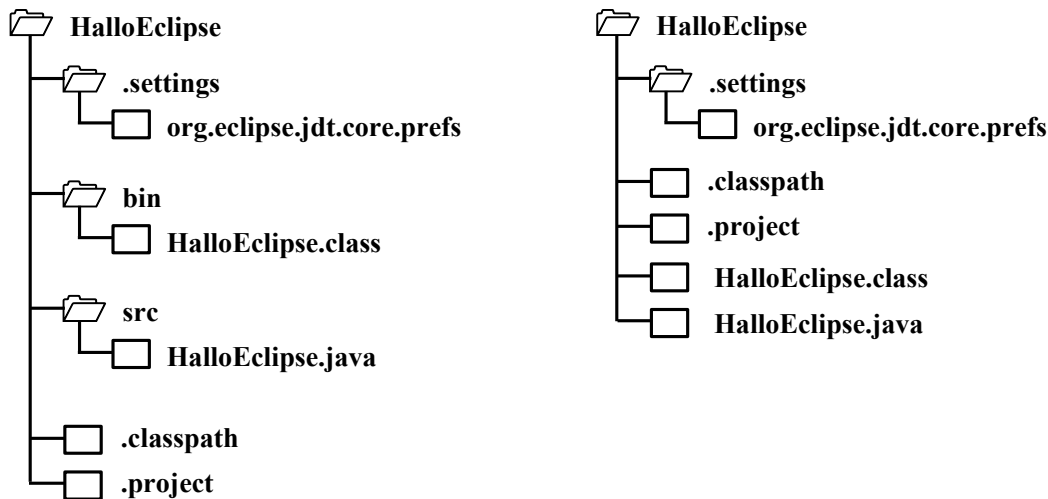 HalloEclipse
.settings
org.eclipse.jdt.core.prefs
bin
HalloEclipse.class
src
HalloEclipse.java
.classpath
.project
HalloEclipse
.settings
org.eclipse.jdt.core.prefs
.classpath
.project
HalloEclipse.class
HalloEclipse.java